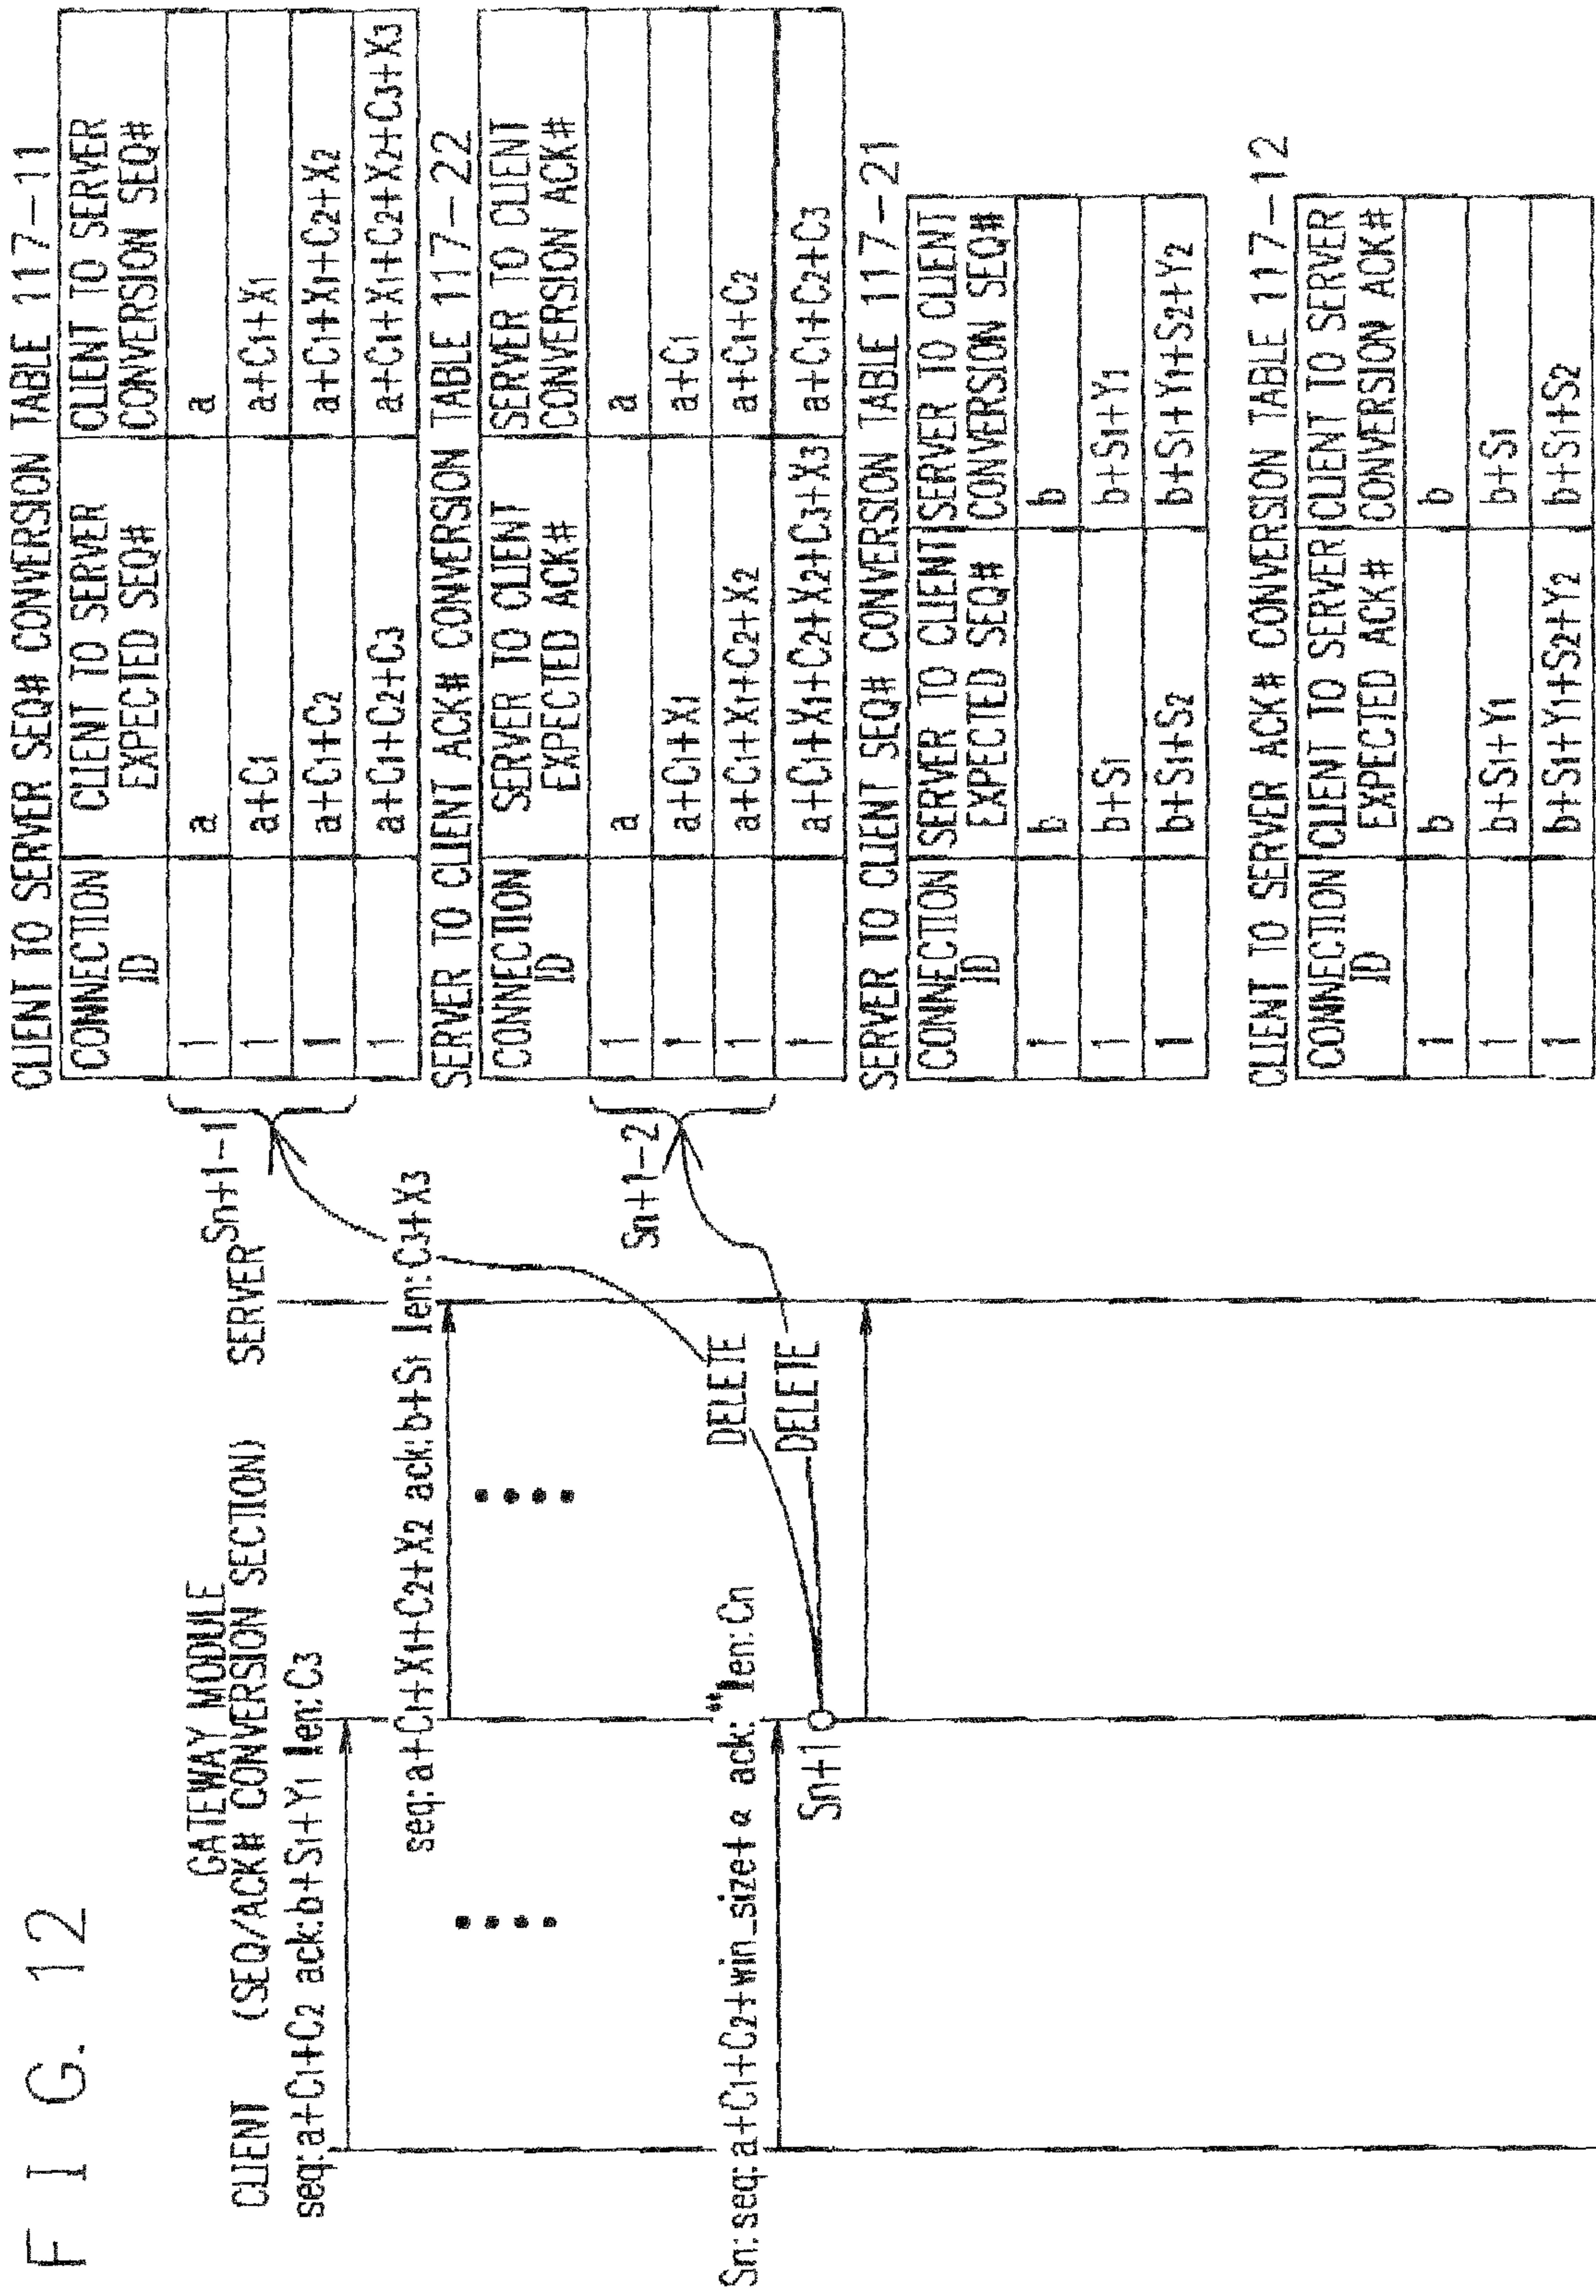 FIG. 12
GATEWAY MODULE
CLIENT (SEQ/ACK# CONVERSION SECTION) SERVER
seq:a+C1+C2 ack:b+S1+Y1 len:C3
seq:a+C1+X1+C2+X2 ack:b+S1 len:C3+X3
Sn:seq:a+C1+C2+win_size+α ack:** len:Cn
Sn+1
DELETE
DELETE
Sn+1-1
Sn+1-2
CLIENT TO SERVER SEQ# CONVERSION TABLE 117-11
CONNECTION ID | CLIENT TO SERVER EXPECTED SEQ# | CLIENT TO SERVER CONVERSION SEQ#
1 | a | a
1 | a+C1 | a+C1+X1
1 | a+C1+C2 | a+C1+X1+C2+X2
1 | a+C1+C2+C3 | a+C1+X1+C2+X2+C3+X3
SERVER TO CLIENT ACK# CONVERSION TABLE 117-22
CONNECTION ID | SERVER TO CLIENT EXPECTED ACK# | SERVER TO CLIENT CONVERSION ACK#
1 | a | a
1 | a+C1+X1 | a+C1
1 | a+C1+X1+C2+X2 | a+C1+C2
1 | a+C1+X1+C2+X2+C3+X3 | a+C1+C2+C3
SERVER TO CLIENT SEQ# CONVERSION TABLE 117-21
CONNECTION ID | SERVER TO CLIENT EXPECTED SEQ# | SERVER TO CLIENT CONVERSION SEQ#
1 | b | b
1 | b+S1 | b+S1+Y1
1 | b+S1+S2 | b+S1+Y1+S2+Y2
CLIENT TO SERVER ACK# CONVERSION TABLE 117-12
CONNECTION ID | CLIENT TO SERVER EXPECTED ACK# | CLIENT TO SERVER CONVERSION ACK#
1 | b | b
1 | b+S1+Y1 | b+S1
1 | b+S1+Y1+S2+Y2 | b+S1+S2